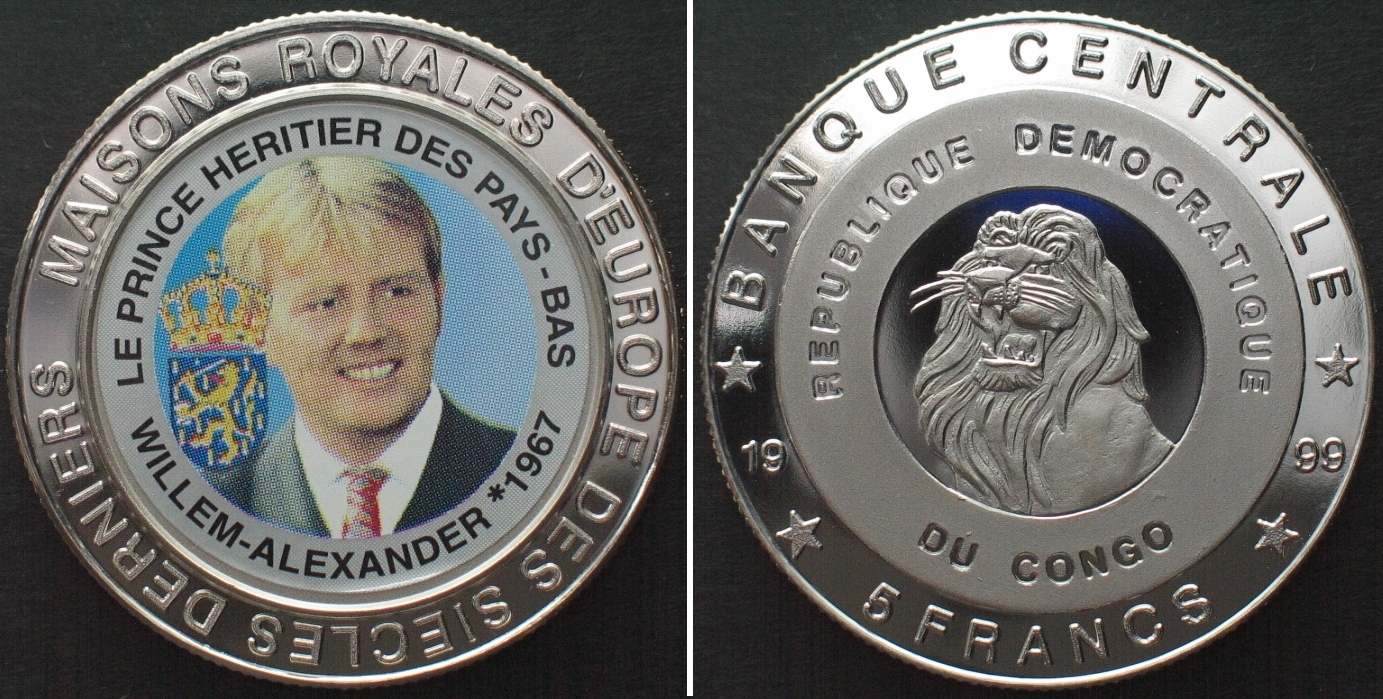 MAISONS ROYALES D'EUROPE DES SIECLES DERNIERS
LE PRINCE HERITIER DES PAYS-BAS
WILLEM-ALEXANDER *1967
BANQUE CENTRALE
REPUBLIQUE DEMOCRATIQUE
DU CONGO
19 99
5 FRANCS